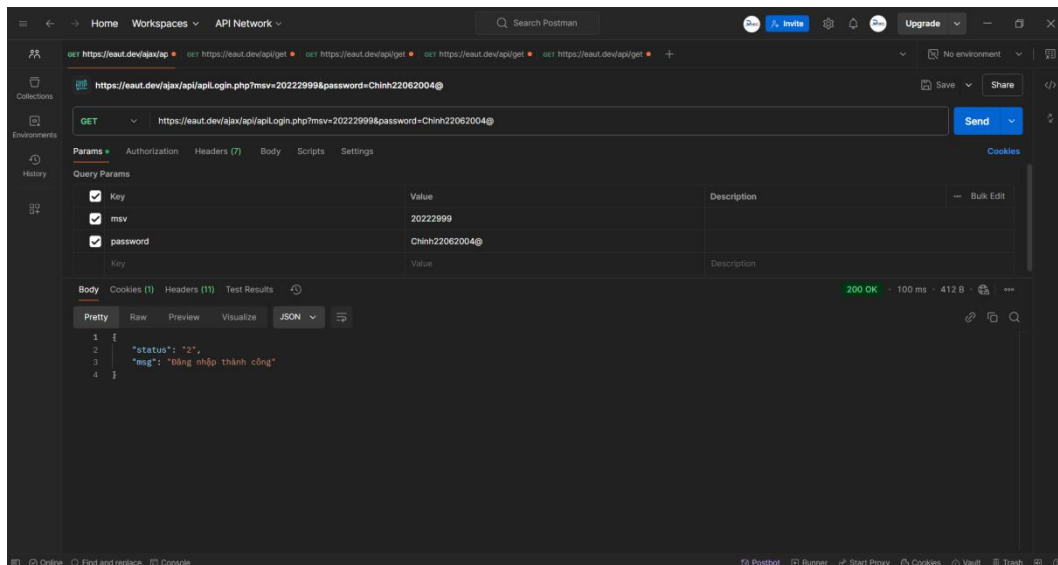 Home Workspaces API Network Search Postman Invite Upgrade
GET https://eaut.dev/ajax/ap GET https://eaut.dev/api/get GET https://eaut.dev/api/get GET https://eaut.dev/api/get GET https://eaut.dev/api/get No environment
Collections
Environments
History
https://eaut.dev/ajax/api/apiLogin.php?msv=20222999&password=Chinh22062004@ Save Share
GET https://eaut.dev/ajax/api/apiLogin.php?msv=20222999&password=Chinh22062004@ Send
Params Authorization Headers (7) Body Scripts Settings Cookies
Query Params
Key Value Description Bulk Edit
msv 20222999
password Chinh22062004@
Key Value Description
Body Cookies (1) Headers (11) Test Results 200 OK 100 ms 412 B
Pretty Raw Preview Visualize JSON
1 {
2 "status": "2",
3 "msg": "Đăng nhập thành công"
4 }
Online Find and replace Console Postbot Runner Start Proxy Cookies Vault Trash